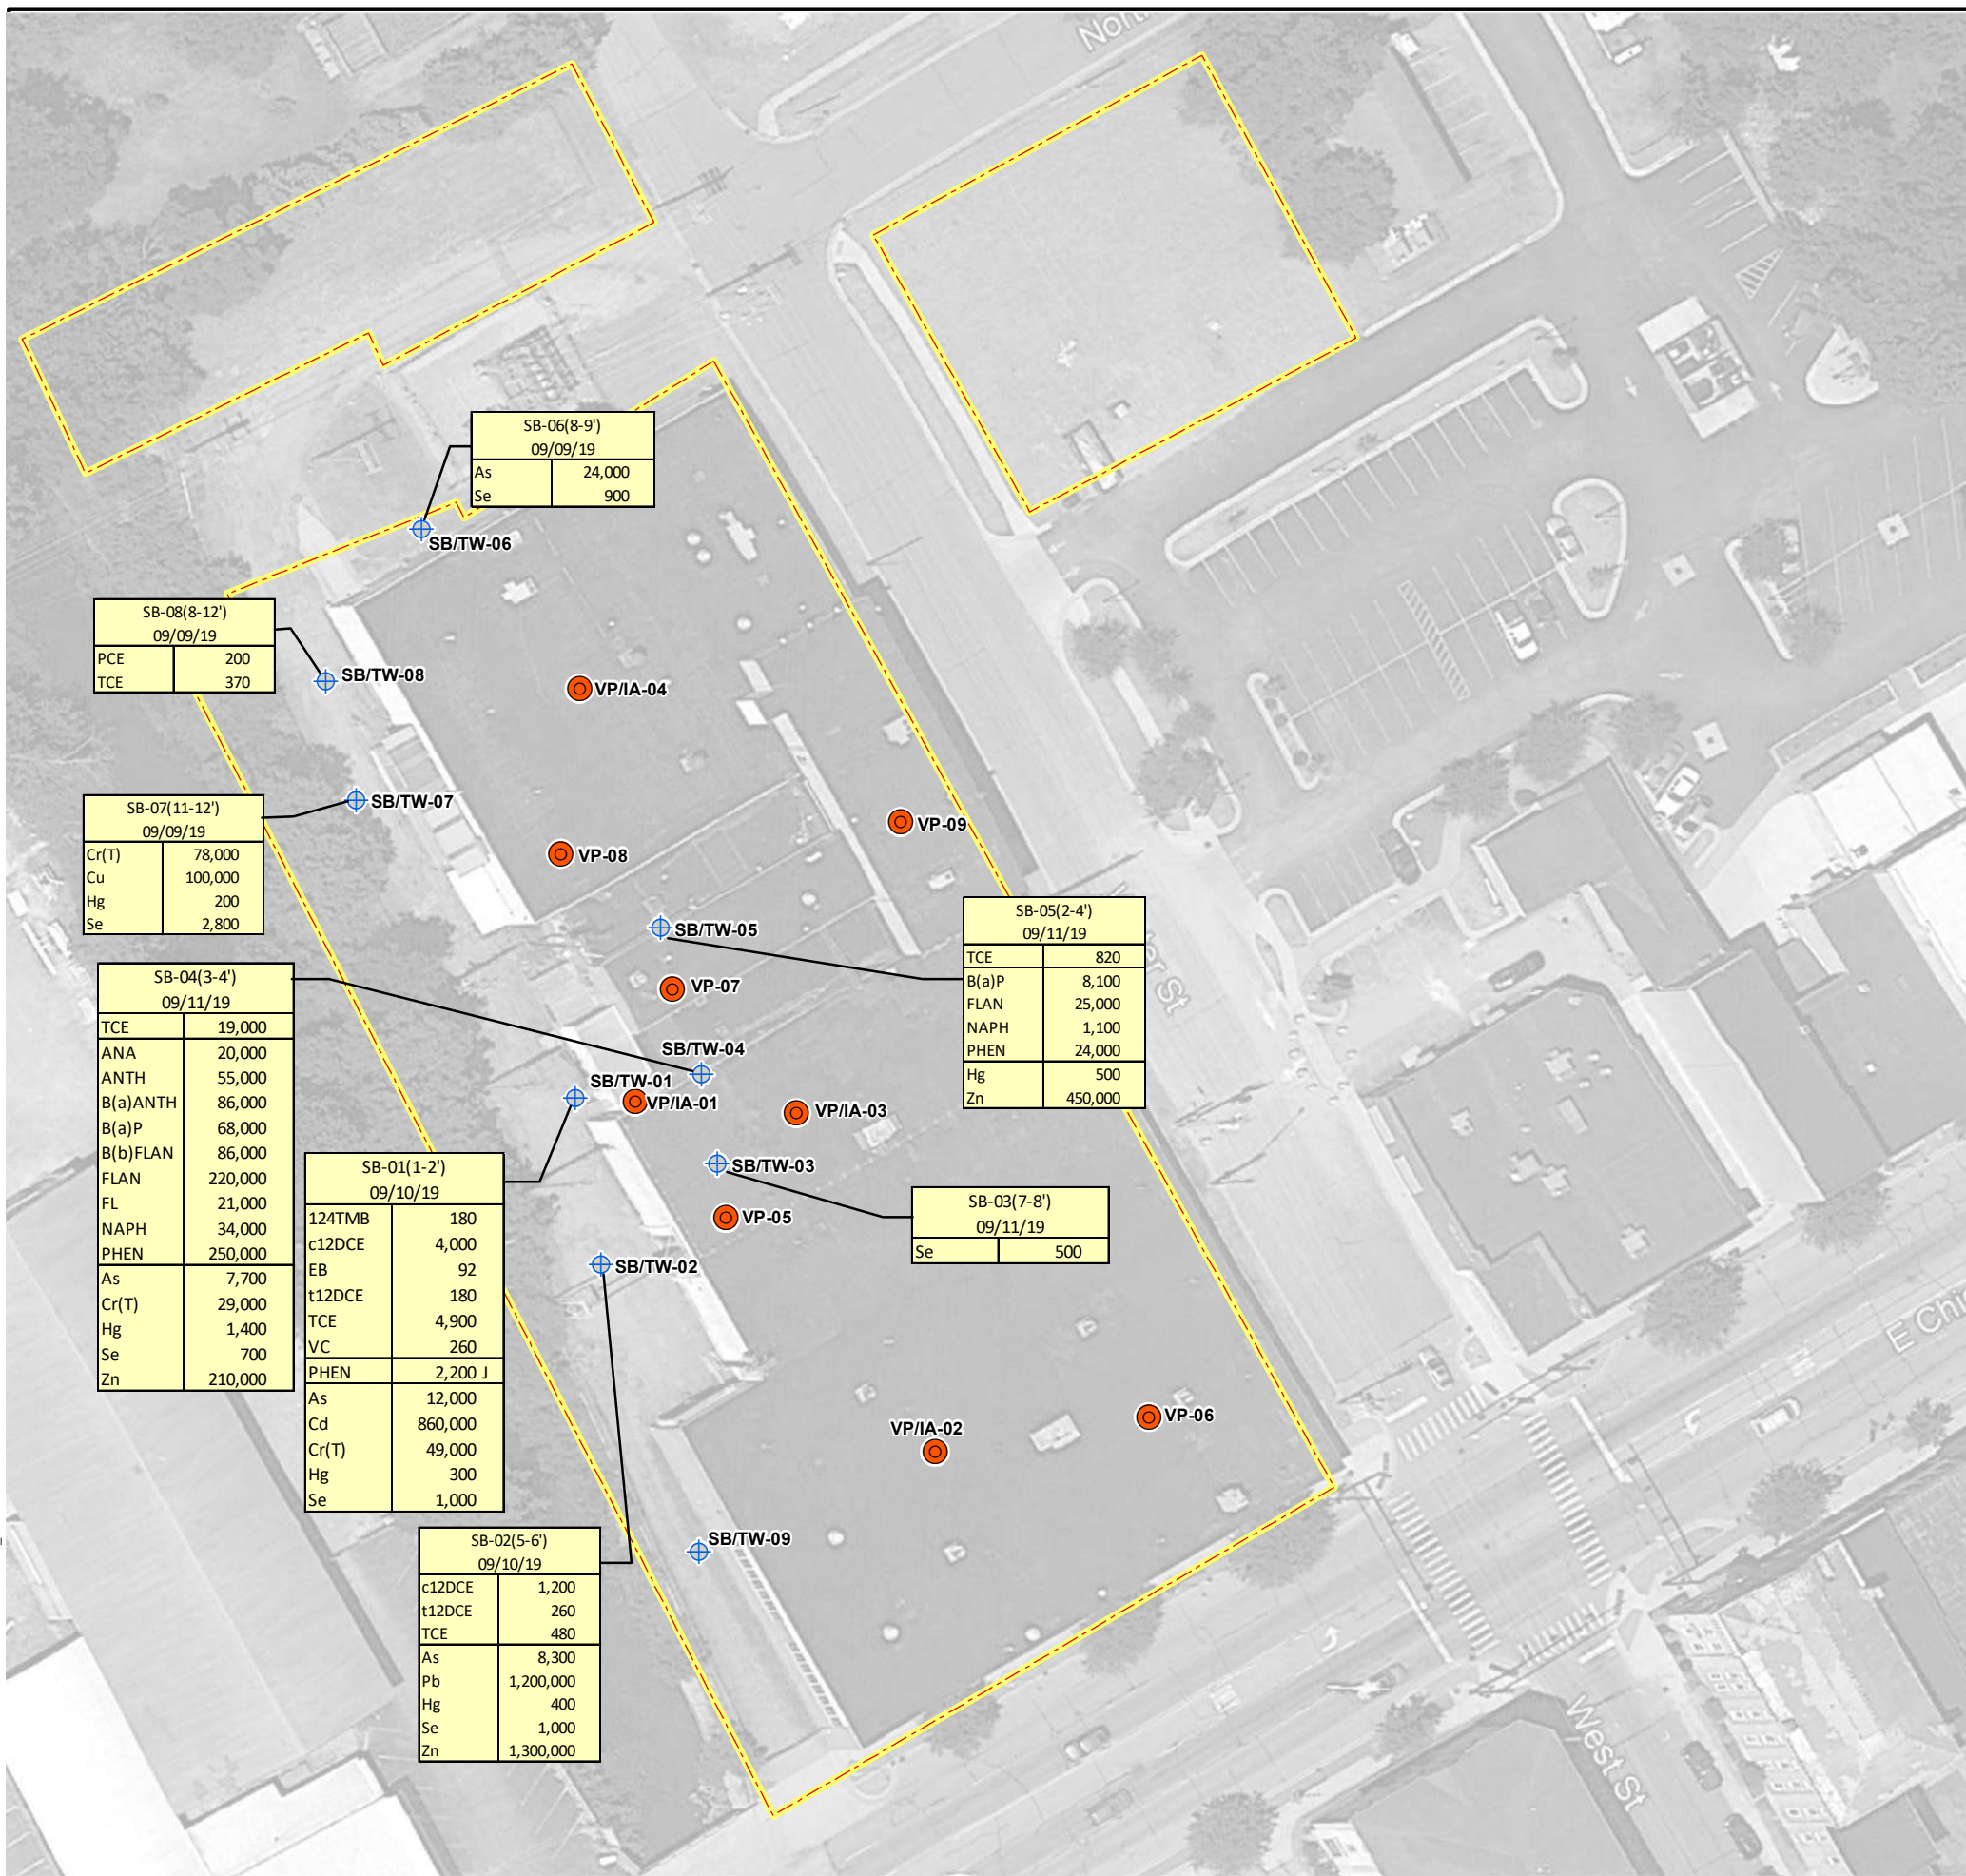 North
SB-06(8-9')
09/09/19
As 24,000
Se 900
SB/TW-06
SB-08(8-12')
09/09/19
PCE 200
TCE 370
SB/TW-08
VP/IA-04
SB-07(11-12')
09/09/19
Cr(T) 78,000
Cu 100,000
Hg 200
Se 2,800
SB/TW-07
VP-09
VP-08
SB/TW-05
SB-05(2-4')
09/11/19
TCE 820
B(a)P 8,100
FLAN 25,000
NAPH 1,100
PHEN 24,000
Hg 500
Zn 450,000
ter St
VP-07
SB-04(3-4')
09/11/19
TCE 19,000
ANA 20,000
ANTH 55,000
B(a)ANTH 86,000
B(a)P 68,000
B(b)FLAN 86,000
FLAN 220,000
FL 21,000
NAPH 34,000
PHEN 250,000
As 7,700
Cr(T) 29,000
Hg 1,400
Se 700
Zn 210,000
SB/TW-04
SB/TW-01
VP/IA-01
VP/IA-03
SB-01(1-2')
09/10/19
124TMB 180
c12DCE 4,000
EB 92
t12DCE 180
TCE 4,900
VC 260
PHEN 2,200 J
As 12,000
Cd 860,000
Cr(T) 49,000
Hg 300
Se 1,000
SB/TW-03
SB-03(7-8')
09/11/19
Se 500
VP-05
SB/TW-02
E Chi
VP-06
VP/IA-02
SB/TW-09
SB-02(5-6')
09/10/19
c12DCE 1,200
t12DCE 260
TCE 480
As 8,300
Pb 1,200,000
Hg 400
Se 1,000
Zn 1,300,000
West St